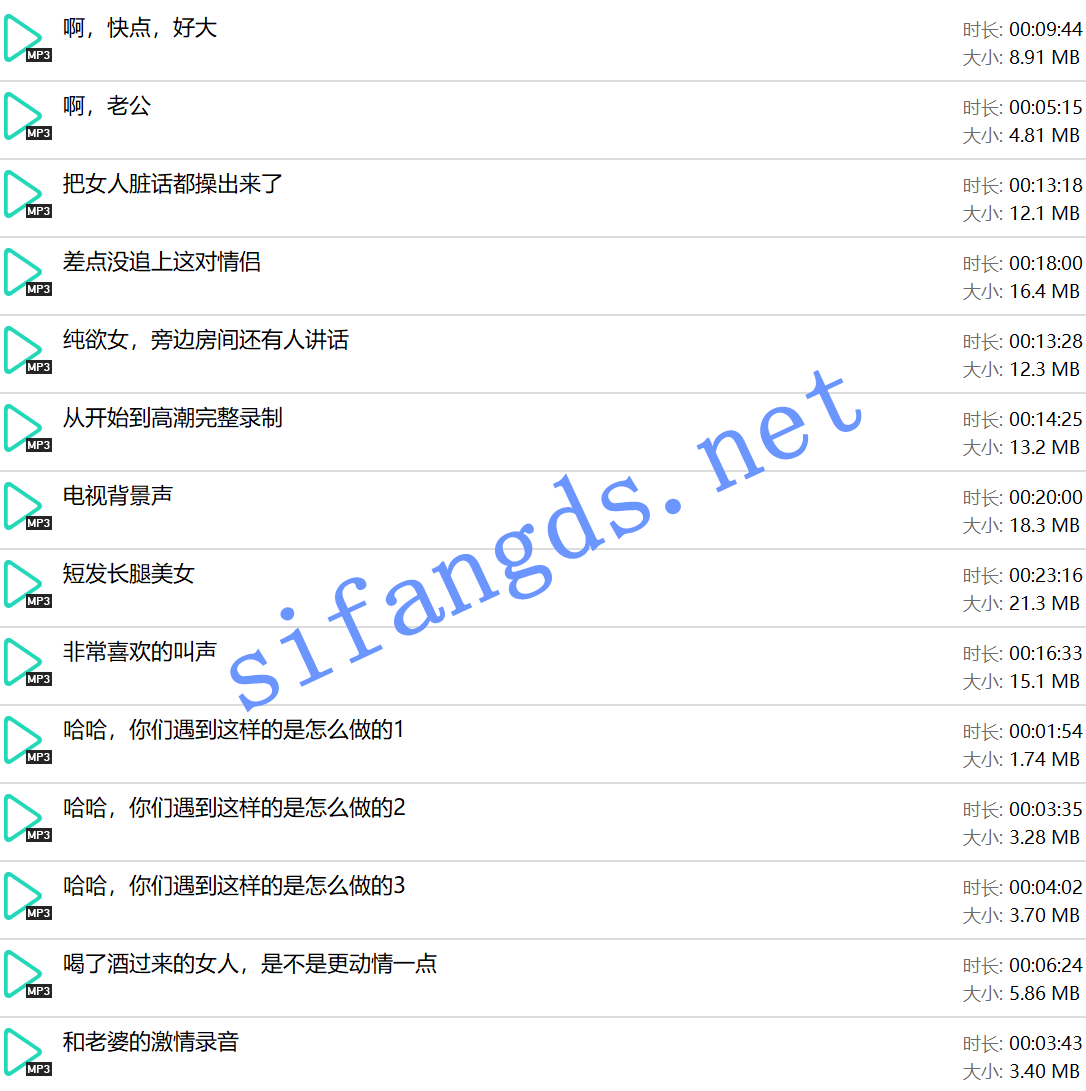 啊，快点，好大
时长: 00:09:44
MP3
大小: 8.91 MB
啊，老公
时长: 00:05:15
MP3
大小: 4.81 MB
把女人脏话都操出来了
时长: 00:13:18
MP3
大小: 12.1 MB
差点没追上这对情侣
时长: 00:18:00
MP3
大小: 16.4 MB
纯欲女，旁边房间还有人讲话
时长: 00:13:28
MP3
大小: 12.3 MB
从开始到高潮完整录制
时长: 00:14:25
MP3
大小: 13.2 MB
电视背景声
时长: 00:20:00
MP3
大小: 18.3 MB
短发长腿美女
时长: 00:23:16
MP3
大小: 21.3 MB
非常喜欢的叫声
时长: 00:16:33
MP3
大小: 15.1 MB
哈哈，你们遇到这样的是怎么做的1
时长: 00:01:54
MP3
大小: 1.74 MB
哈哈，你们遇到这样的是怎么做的2
时长: 00:03:35
MP3
大小: 3.28 MB
哈哈，你们遇到这样的是怎么做的3
时长: 00:04:02
MP3
大小: 3.70 MB
喝了酒过来的女人，是不是更动情一点
时长: 00:06:24
MP3
大小: 5.86 MB
和老婆的激情录音
时长: 00:03:43
MP3
大小: 3.40 MB
sifangds.net